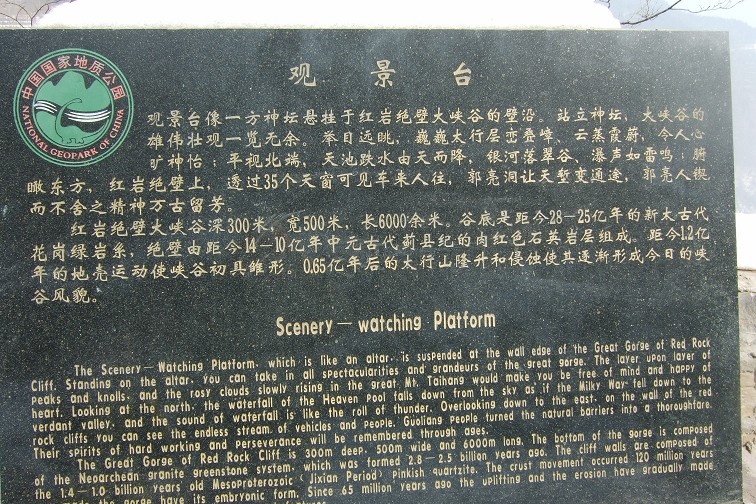 中国国家地质公园
NATIONAL GEOPARK OF CHINA
观景台
观景台像一方神坛悬挂于红岩绝壁大峡谷的壁沿。站立神坛，大峡谷的
雄伟壮观一览无余。举目远眺，巍巍太行层峦叠嶂，云蒸霞蔚，令人心
旷神怡；平视北端，天池跌水由天而降，银河落翠谷，瀑声如雷鸣；俯
瞰东方，红岩绝壁上，透过35个天窗可见车来人往，郭亮洞让天堑变通途，郭亮人锲
而不舍之精神万古留芳。
红岩绝壁大峡谷深300米，宽500米，长6000余米。谷底是距今28-25亿年的新太古代
花岗绿岩系，绝壁由距今14-10亿年中元古代蓟县纪的肉红色石英岩层组成。距今1.2亿
年的地壳运动使峡谷初具雏形。0.65亿年后的太行山隆升和侵蚀使其逐渐形成今日的峡
谷风貌。
Scenery—watching Platform
The Scenery—Watching Platform, which is like an altar, is suspended at the wall edge of the Great Gorge of Red Rock
Cliff. Standing on the altar, you can take in all spectacularities and grandeurs of the great gorge. The layer upon layer of
peaks and knolls, and the rosy clouds slowly rising in the great Mt. Taihang would make you be free of mind and happy of
heart. Looking at the north, the waterfall of the Heaven Pool falls down from the sky as if the Milky Way fell down to the
verdant valley, and the sound of waterfall is like the roll of thunder. Overlooking down to the east, on the wall of the red
rock cliffs you can see the endless stream of vehicles and people. Guoliang people turned the natural barriers into a thoroughfare.
Their spirits of hard working and perseverance will be remembered through ages.
The Great Gorge of Red Rock Cliff is 300m deep, 500m wide and 6000m long. The bottom of the gorge is composed
of the Neoarchean granite greenstone system, which was formed 2.8—2.5 billion years ago. The cliff walls are composed of
the 1.4—1.0 billion years old Mesoproterozoic (Jixian Period) pinkish quartzite. The crust movement occurred 120 million years
ago made the gorge have its embryonic form. Since 65 million years ago the uplifting and the erosion have gradually made